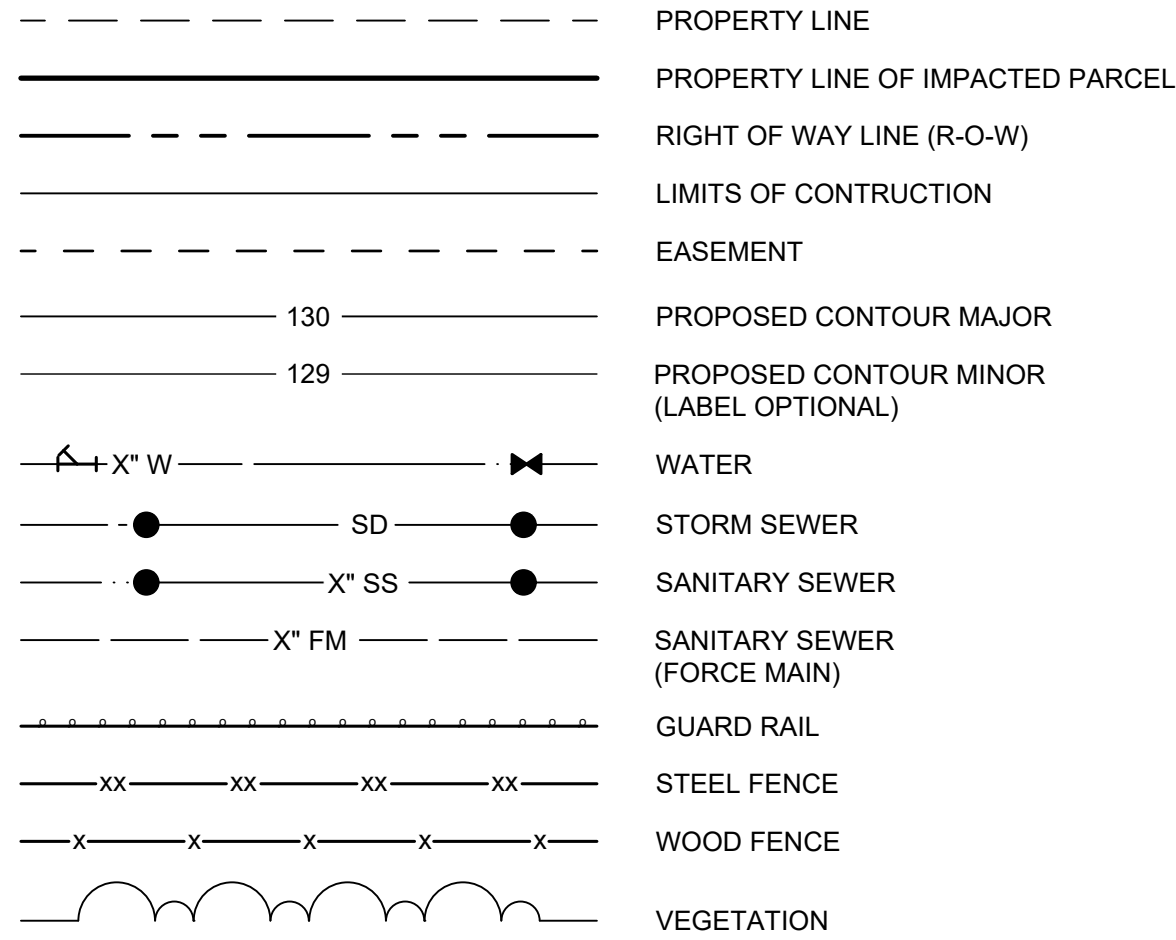 PROPERTY LINE
PROPERTY LINE OF IMPACTED PARCEL
RIGHT OF WAY LINE (R-O-W)
LIMITS OF CONTRUCTION
EASEMENT
130 PROPOSED CONTOUR MAJOR
129 PROPOSED CONTOUR MINOR
(LABEL OPTIONAL)
X" W WATER
SD STORM SEWER
X" SS SANITARY SEWER
X" FM SANITARY SEWER
(FORCE MAIN)
GUARD RAIL
XX XX XX XX STEEL FENCE
X X X X X WOOD FENCE
VEGETATION